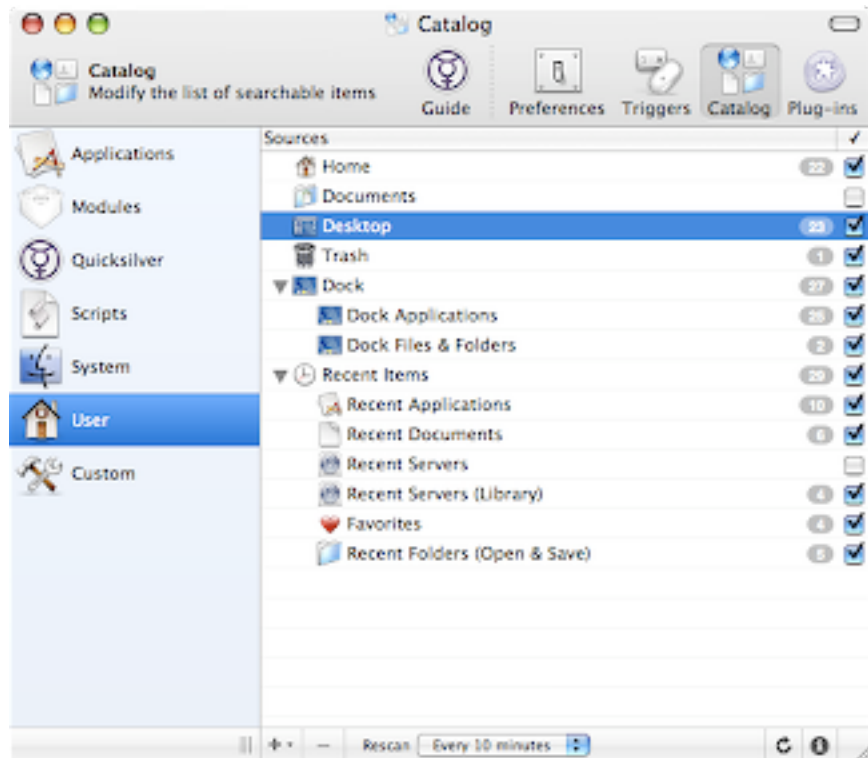 Catalog
Catalog
Modify the list of searchable items
Guide
Preferences
Triggers
Catalog
Plug-ins
Applications
Modules
Quicksilver
Scripts
System
User
Custom
Sources
Home 22
Documents
Desktop 23
Trash 1
Dock 27
Dock Applications 25
Dock Files & Folders 2
Recent Items 29
Recent Applications 10
Recent Documents 6
Recent Servers
Recent Servers (Library) 4
Favorites 4
Recent Folders (Open & Save) 5
Rescan Every 10 minutes